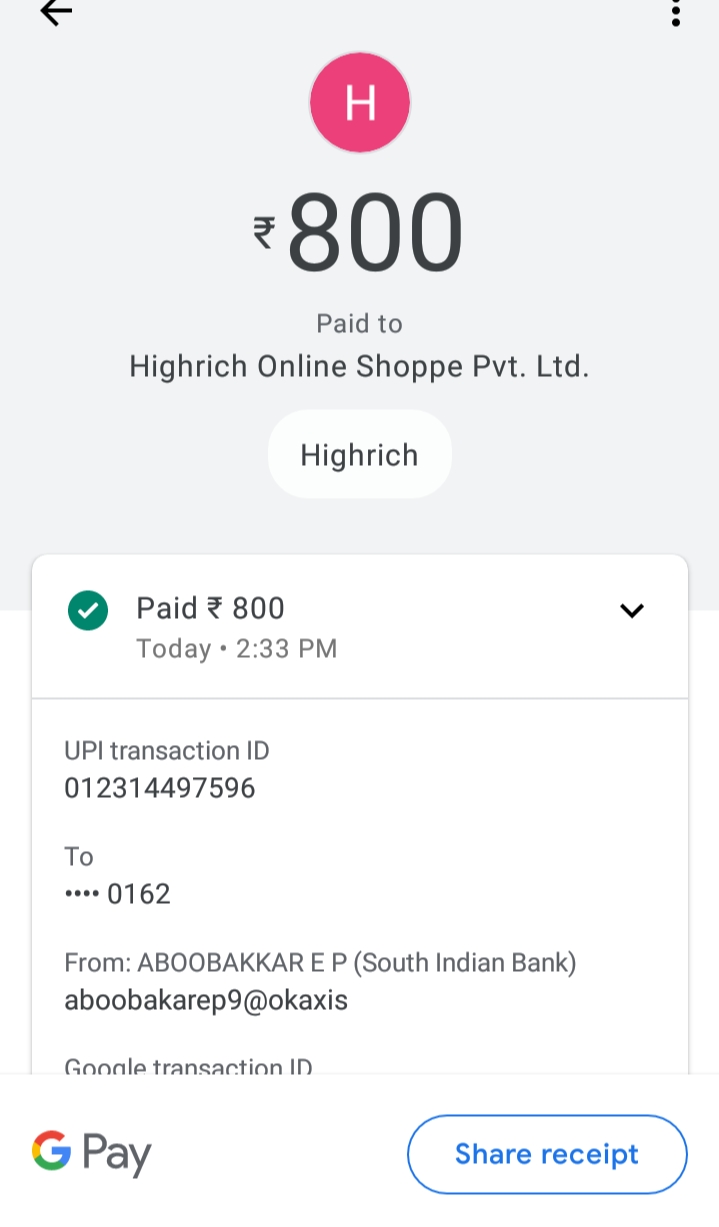 H
₹800
Paid to
Highrich Online Shoppe Pvt. Ltd.
Highrich
Paid ₹ 800
Today • 2:33 PM
UPI transaction ID
012314497596
To
•••• 0162
From: ABOOBAKKAR E P (South Indian Bank)
aboobakarep9@okaxis
Google transaction ID
G Pay
Share receipt